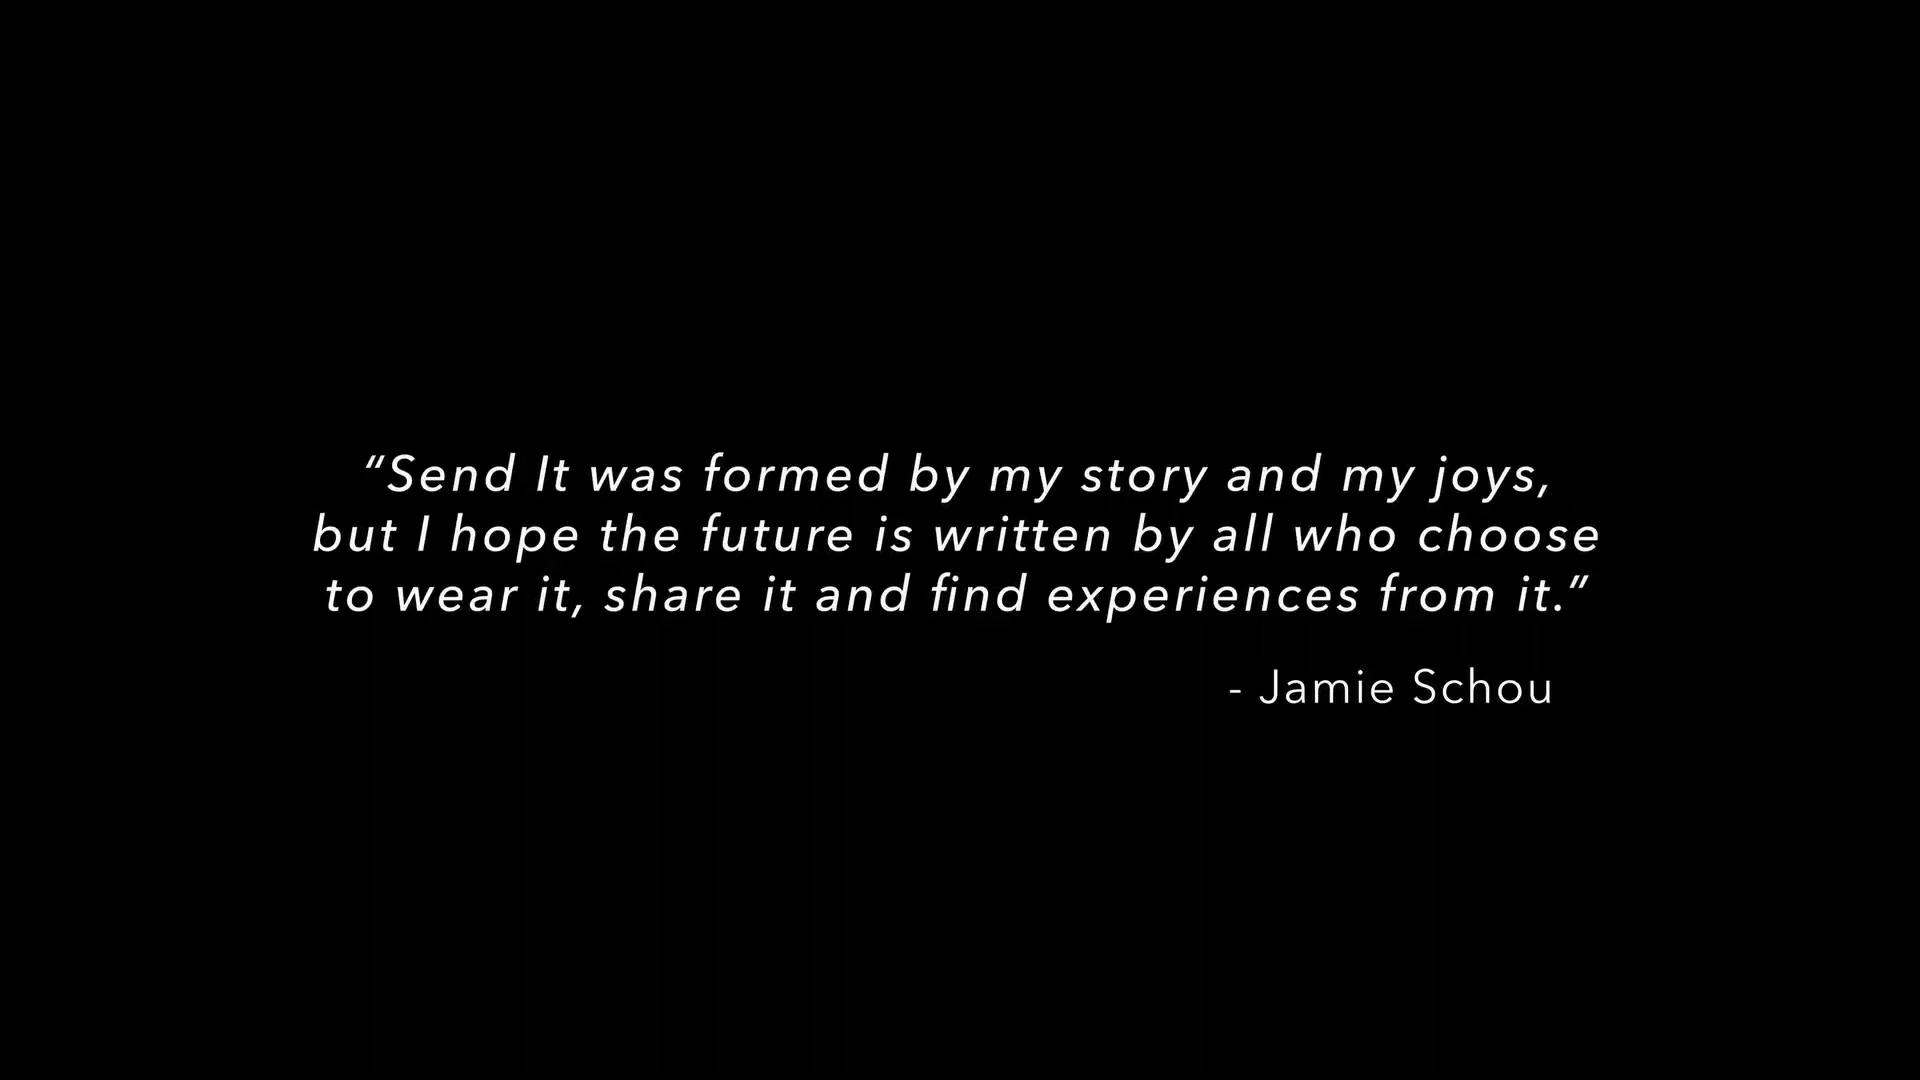 “Send It was formed by my story and my joys,
but I hope the future is written by all who choose
to wear it, share it and find experiences from it.”
- Jamie Schou